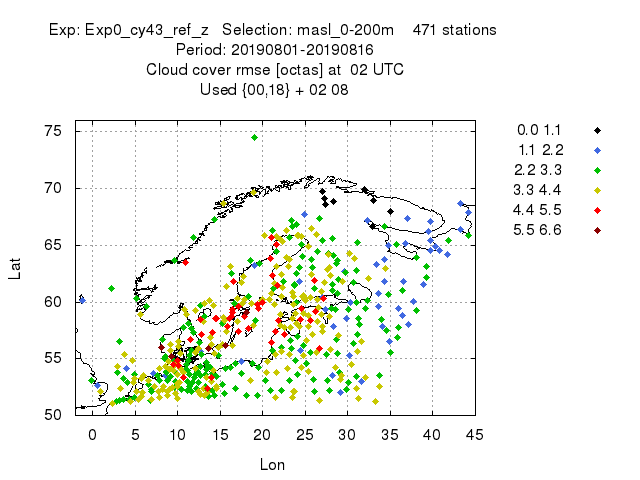 Exp: Exp0_cy43_ref_z Selection: masl_0-200m 471 stations
Period: 20190801-20190816
Cloud cover rmse [octas] at 02 UTC
Used {00,18} + 02 08
75
70
65
60
55
50
Lat
0 5 10 15 20 25 30 35 40 45
Lon
0.0 1.1
1.1 2.2
2.2 3.3
3.3 4.4
4.4 5.5
5.5 6.6